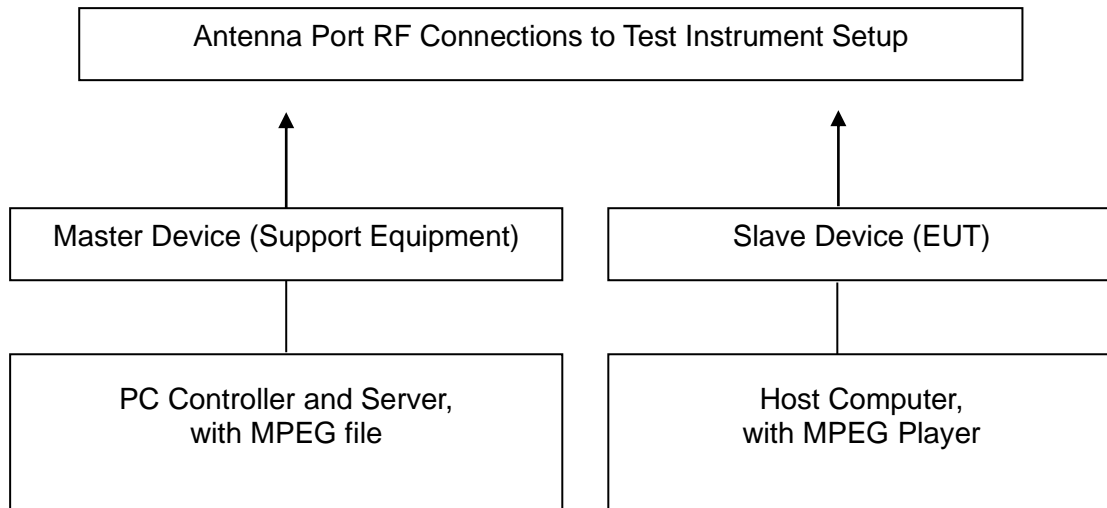 Antenna Port RF Connections to Test Instrument Setup
Master Device (Support Equipment)
Slave Device (EUT)
PC Controller and Server,
with MPEG file
Host Computer,
with MPEG Player